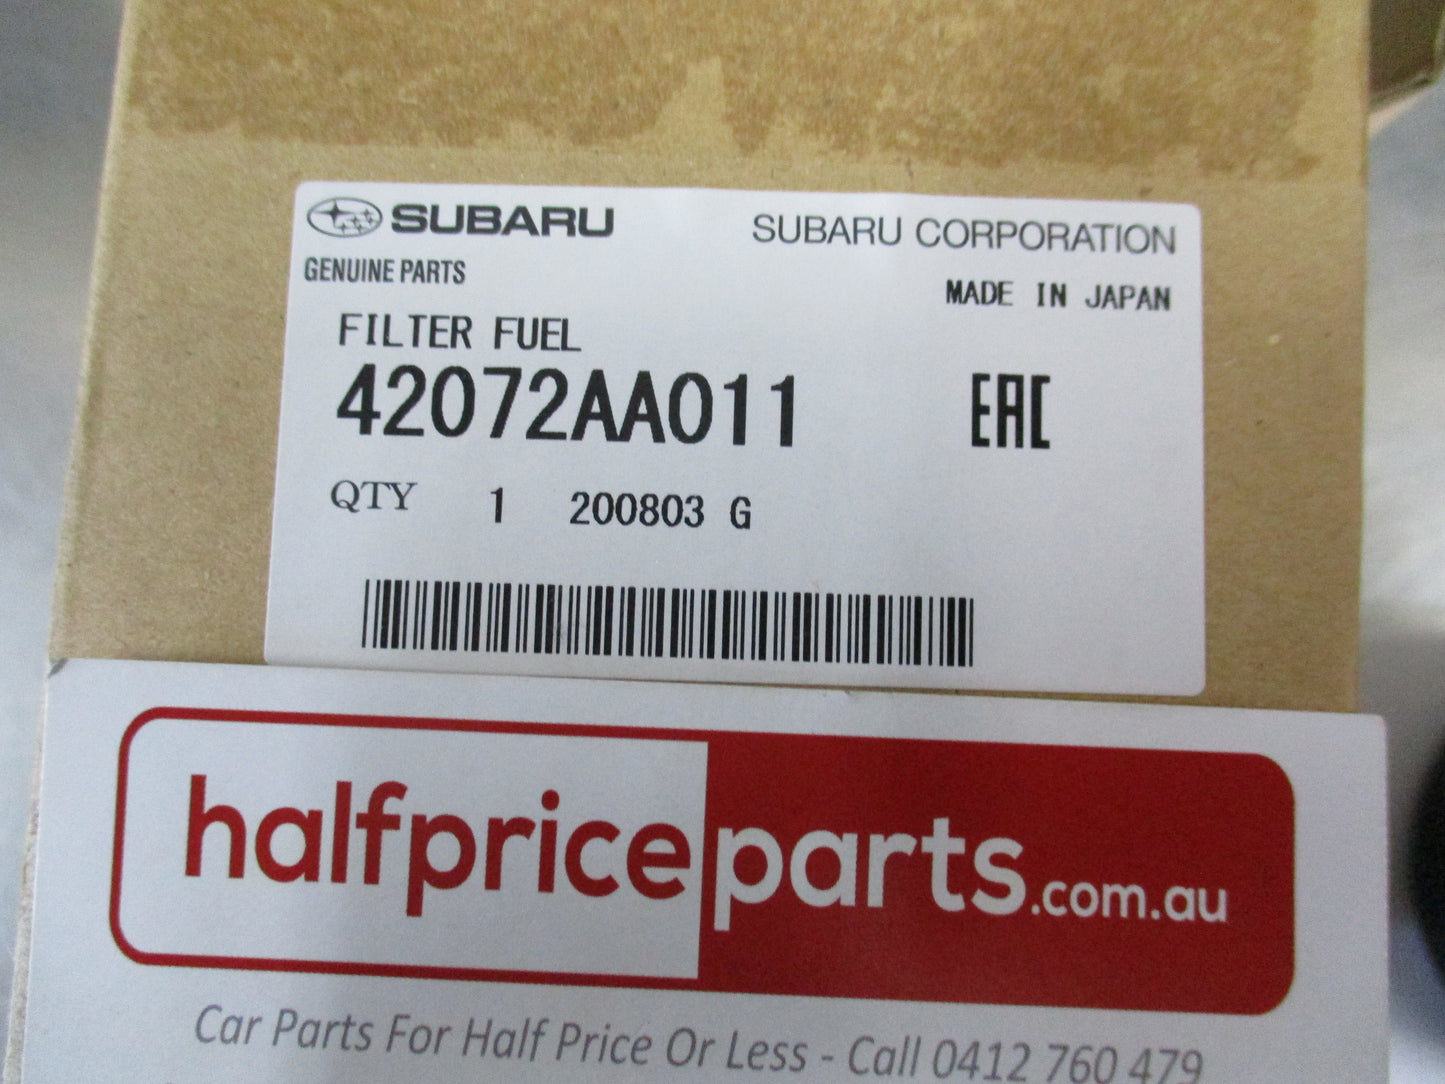 SUBARU SUBARU CORPORATION
GENUINE PARTS
MADE IN JAPAN
FILTER FUEL
42072AA011 EAC
QTY 1 200803 G
halfpriceparts.com.au
Car Parts For Half Price Or Less - Call 0412 760 479